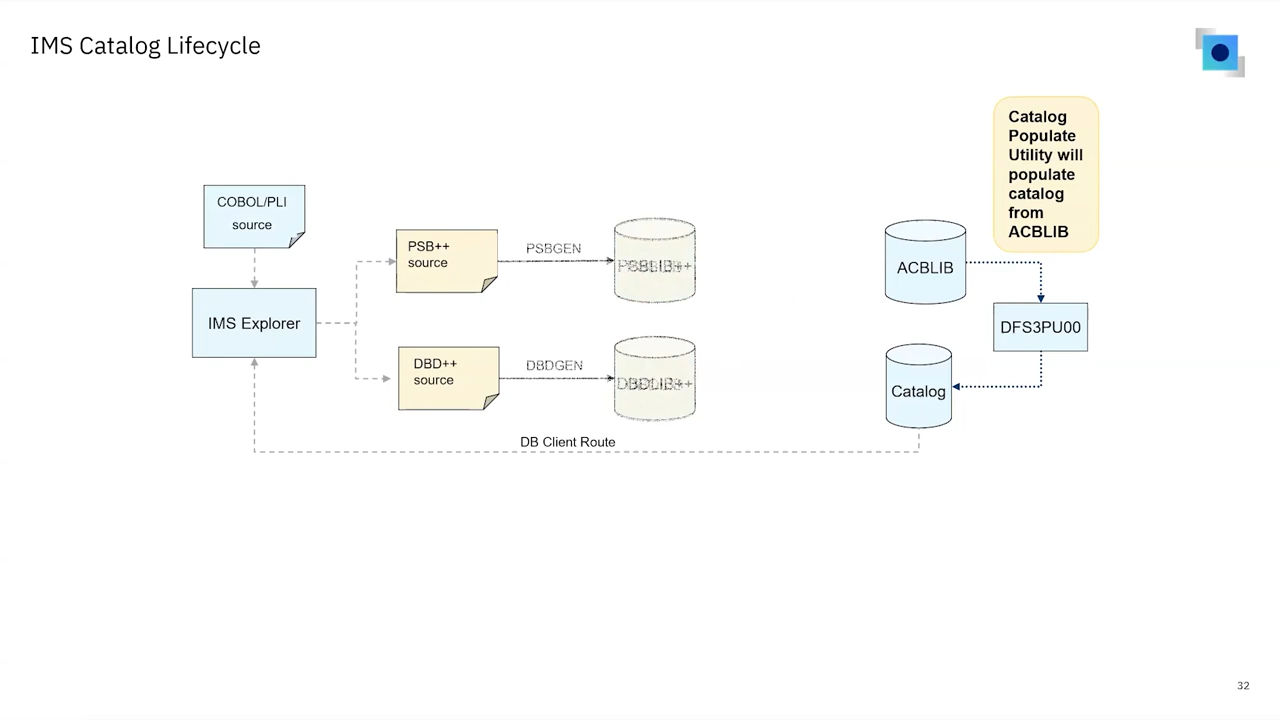 IMS Catalog Lifecycle
Catalog
Populate
Utility will
populate
catalog
from
ACBLIB
COBOL/PLI
source
IMS Explorer
PSB++
source
PSBGEN
DBD++
source
DBDGEN
ACBLIB
DFS3PU00
Catalog
DB Client Route
32